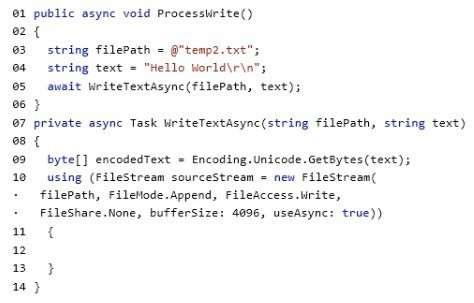 01 public async void ProcessWrite()
02 {
03   string filePath = @"temp2.txt";
04   string text = "Hello World\r\n";
05   await WriteTextAsync(filePath, text);
06 }
07 private async Task WriteTextAsync(string filePath, string text)
08 {
09   byte[] encodedText = Encoding.Unicode.GetBytes(text);
10   using (FileStream sourceStream = new FileStream(
·   filePath, FileMode.Append, FileAccess.Write,
·   FileShare.None, bufferSize: 4096, useAsync: true))
11   {
12
13   }
14 }